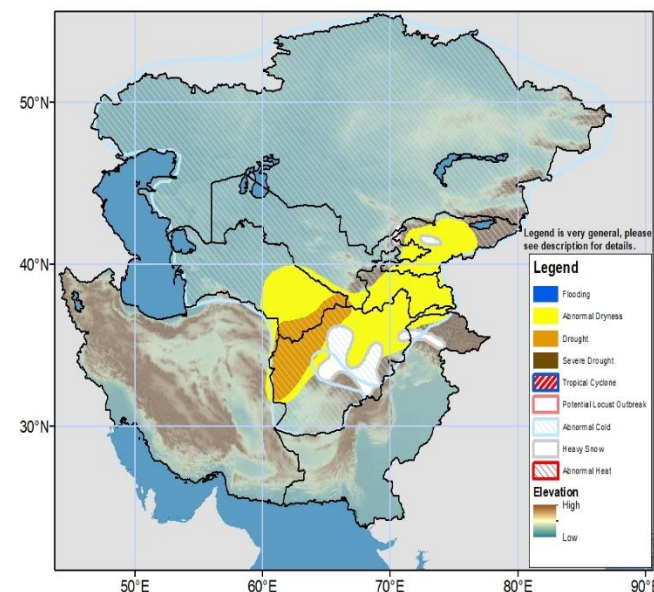 50°N
40°N
30°N
Legend is very general, please
see description for details.
Legend
Flooding
Abnormal Dryness
Drought
Severe Drought
Tropical Cyclone
Potential Locust Outbreak
Abnormal Cold
Heavy Snow
Abnormal Heat
Elevation
High
Low
50°E
60°E
70°E
80°E
90°E